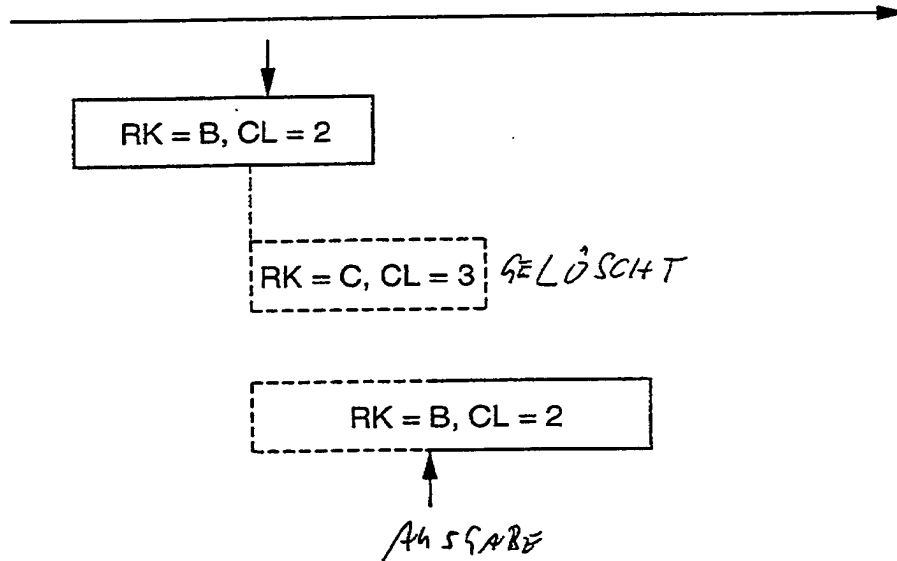 RK = B, CL = 2
RK = C, CL = 3 GELÖSCHT
RK = B, CL = 2
AUSGABE